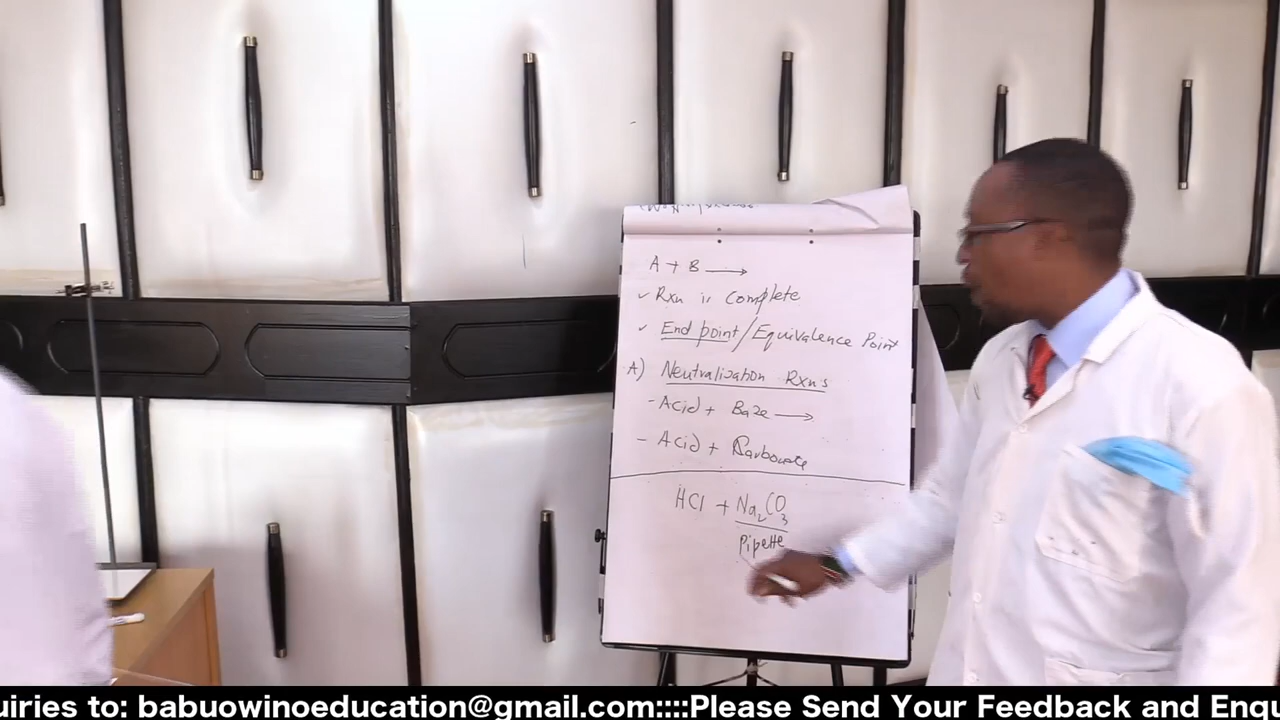 A + B →
✓ Rxn is Complete
✓ End point/Equivalence Point
A) Neutralization Rxns
- Acid + Base →
- Acid + Carbonate
HCl + Na₂CO₃
Pipette
uiries to: babuowinoeducation@gmail.com::::Please Send Your Feedback and Enqu